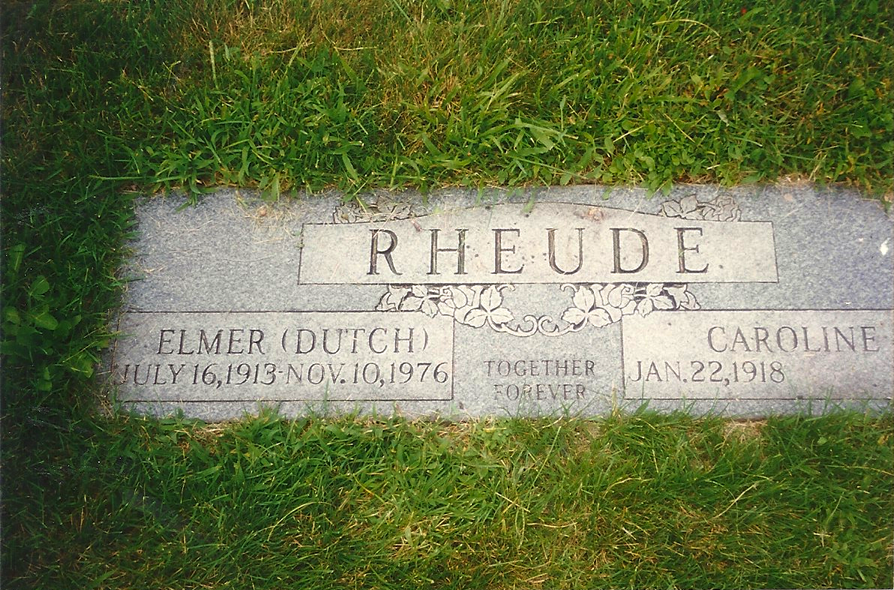 RHEUDE
ELMER (DUTCH)
JULY 16, 1913-NOV. 10, 1976
TOGETHER
FOREVER
CAROLINE
JAN. 22, 1918